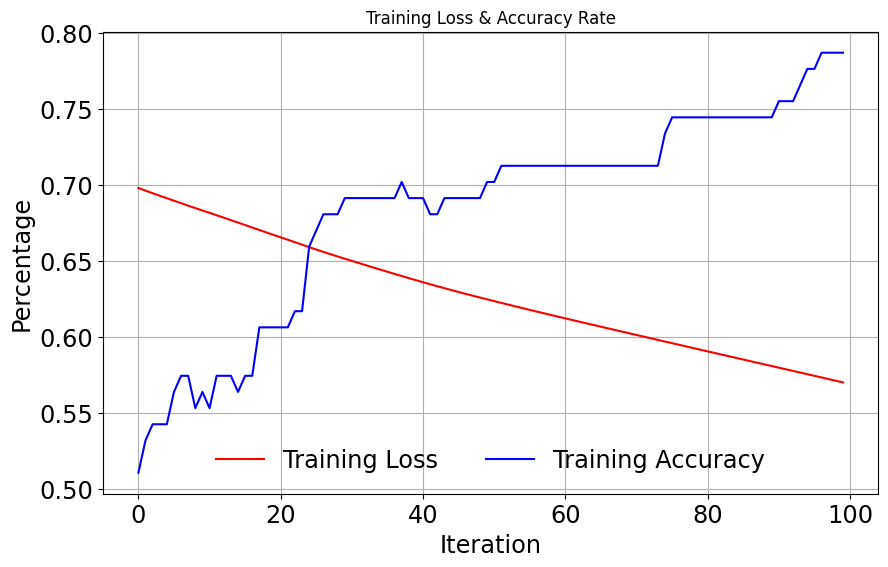 Training Loss & Accuracy Rate
0.80
0.75
0.70
0.65
0.60
0.55
0.50
Percentage
Training Loss
Training Accuracy
0 20 40 60 80 100
Iteration